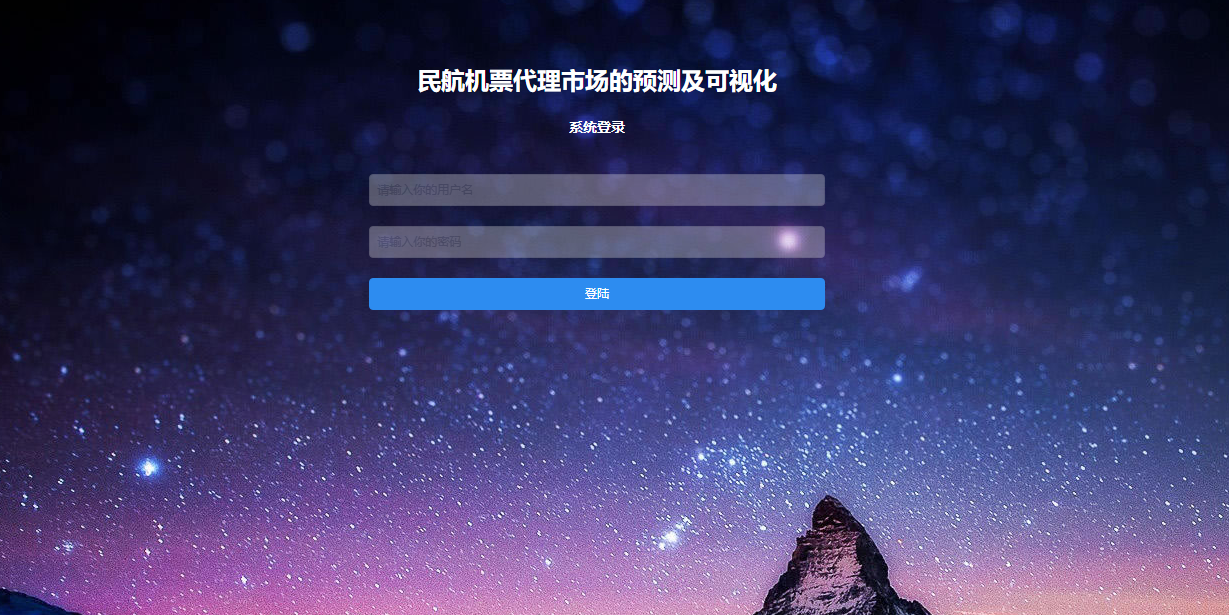 民航机票代理市场的预测及可视化
系统登录
请输入你的用户名
请输入你的密码
登陆